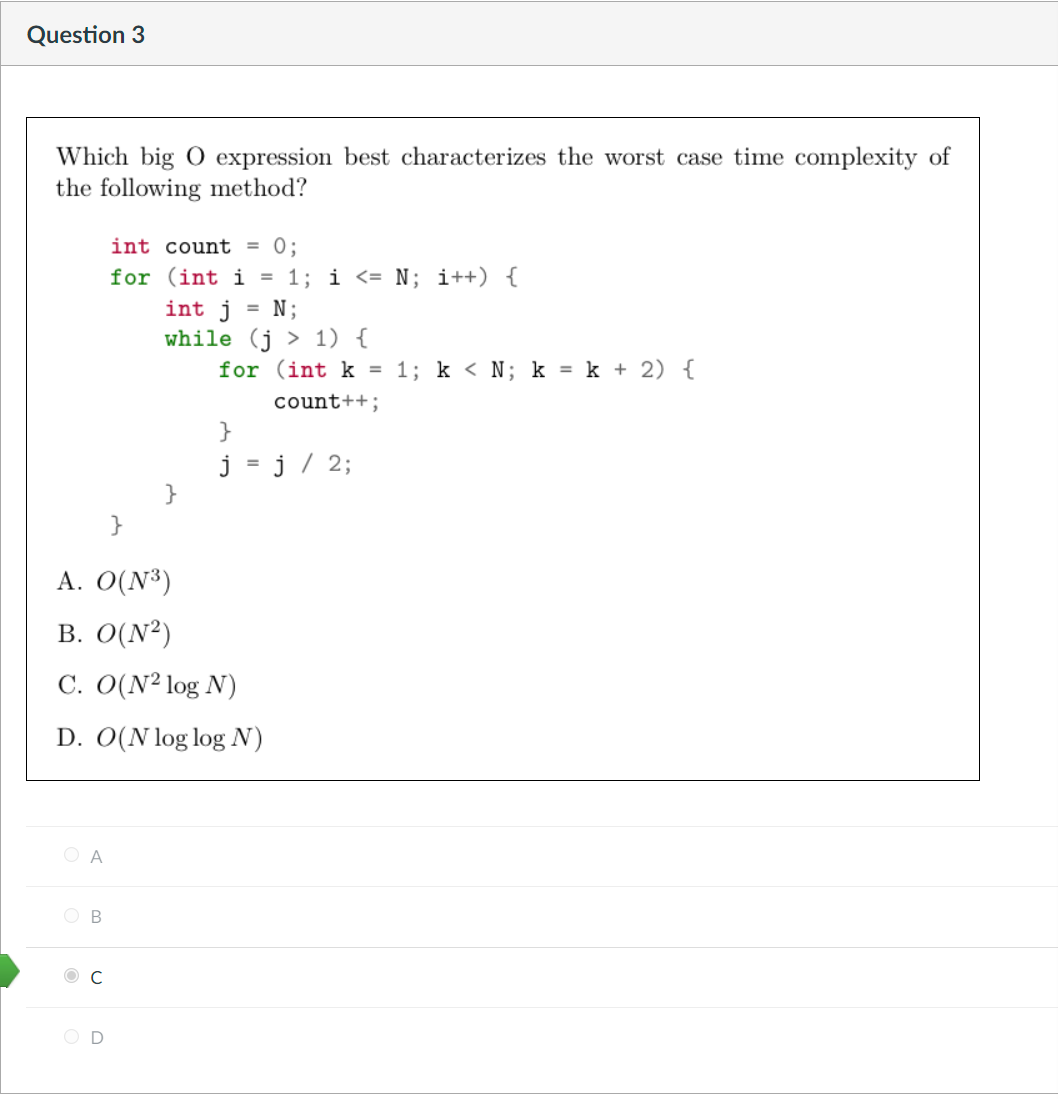 Question 3
Which big O expression best characterizes the worst case time complexity of
the following method?
int count = 0;
for (int i = 1; i <= N; i++) {
int j = N;
while (j > 1) {
for (int k = 1; k < N; k = k + 2) {
count++;
}
j = j / 2;
}
}
A. O(N³)
B. O(N²)
C. O(N² log N)
D. O(N log log N)
A
B
C
D